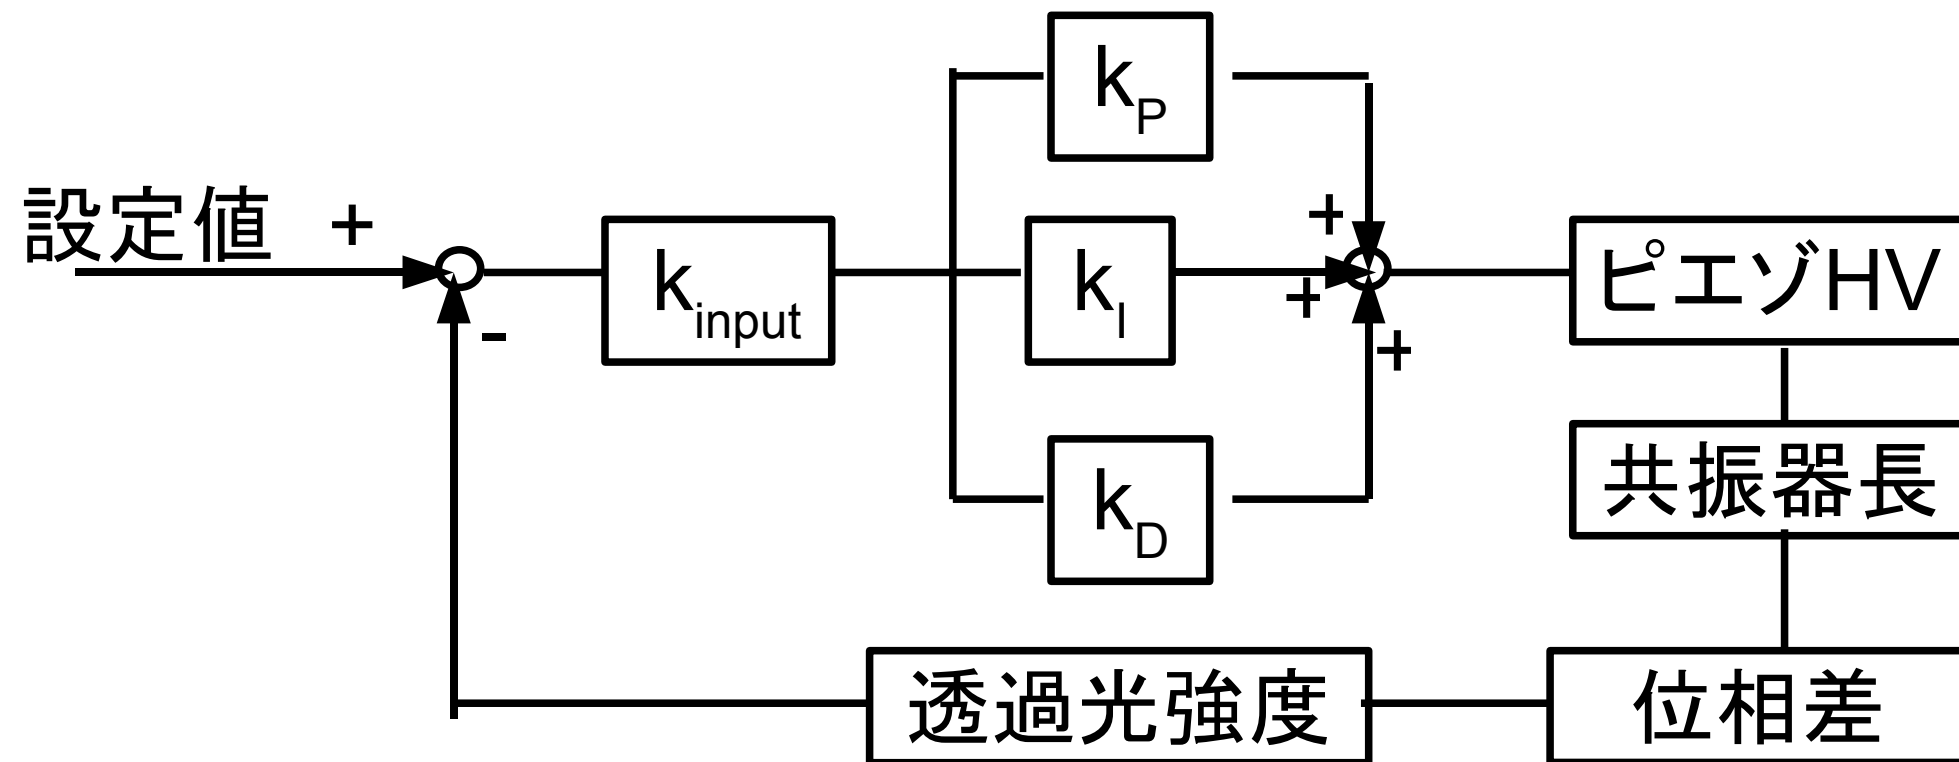 k_P
設定値
+
+
k_input
k_I
ピエゾHV
+
-
+
共振器長
k_D
透過光強度
位相差